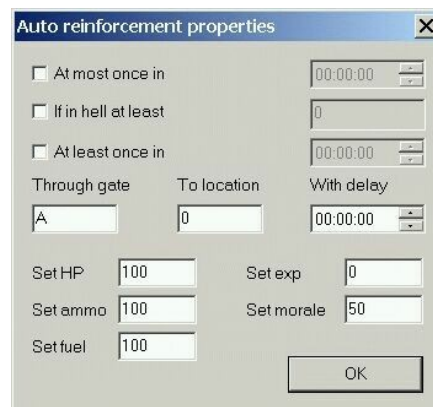 Auto reinforcement properties
At most once in 00:00:00
If in hell at least 0
At least once in 00:00:00
Through gate To location With delay
A 0 00:00:00
Set HP 100 Set exp 0
Set ammo 100 Set morale 50
Set fuel 100
OK